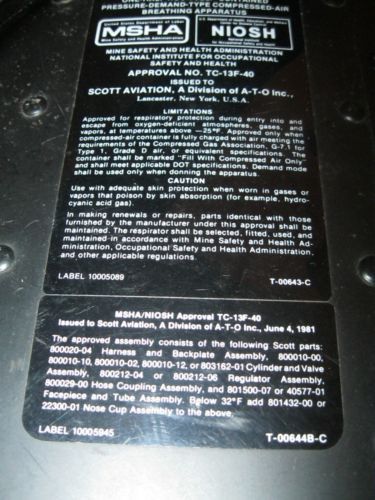 PRESSURE-DEMAND-TYPE COMPRESSED-AIR
BREATHING APPARATUS
United States Department of Labor
MSHA
Mine Safety and Health Administration
NIOSH
MINE SAFETY AND HEALTH ADMINISTRATION
NATIONAL INSTITUTE FOR OCCUPATIONAL
SAFETY AND HEALTH
APPROVAL NO. TC-13F-40
ISSUED TO
SCOTT AVIATION, A Division of A-T-O Inc.,
Lancaster, New York, U.S.A.
LIMITATIONS
Approved for respiratory protection during entry into and
escape from oxygen-deficient atmospheres, gases, and
vapors, at temperatures above −25°F. Approved only when
compressed-air container is fully charged with air meeting the
requirements of the Compressed Gas Association, G-7.1 for
Type 1, Grade D air, or equivalent specifications. The
container shall be marked "Fill With Compressed Air Only"
and shall meet applicable DOT specifications. Demand mode
shall be used only when donning the apparatus.
CAUTION
Use with adequate skin protection when worn in gases or
vapors that poison by skin absorption (for example, hydro-
cyanic acid gas).
In making renewals or repairs, parts identical with those
furnished by the manufacturer under this approval shall be
maintained. The respirator shall be selected, fitted, used, and
maintained in accordance with Mine Safety and Health Ad-
ministration, Occupational Safety and Health Administration,
and other applicable regulations.
LABEL 10005089 T-00643-C
MSHA/NIOSH Approval TC-13F-40
Issued to Scott Aviation, A Division of A-T-O Inc., June 4, 1981
The approved assembly consists of the following Scott parts:
800020-04 Harness and Backplate Assembly, 800010-00,
800010-10, 800010-02, 800010-12, or 803162-01 Cylinder and Valve
Assembly, 800212-04 or 800212-06 Regulator Assembly,
800029-00 Hose Coupling Assembly, and 801500-07 or 40577-01
Facepiece and Tube Assembly. Below 32°F add 801432-00 or
22300-01 Nose Cup Assembly to the above.
LABEL 10005945 T-00644B-C